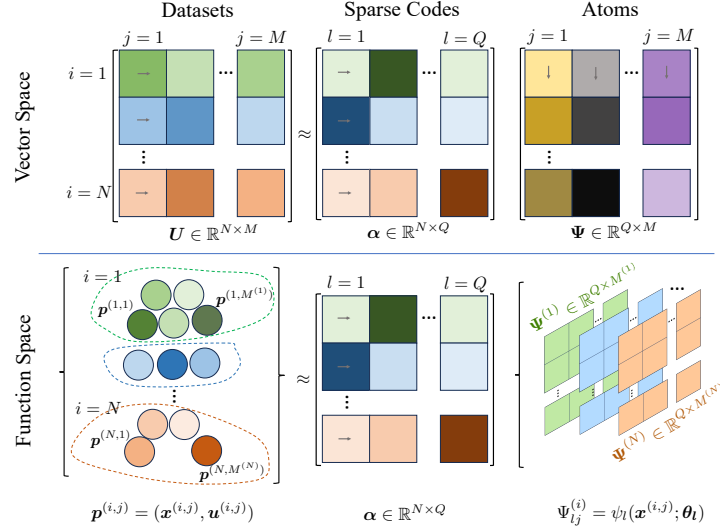 Datasets
Sparse Codes
Atoms
j = 1
j = M
l = 1
l = Q
j = 1
j = M
i = 1
...
...
...
Vector Space
≈
...
...
...
i = N
U ∈ ℝ^{N×M}
α ∈ ℝ^{N×Q}
Ψ ∈ ℝ^{Q×M}
Function Space
i = 1
p^{(1,1)}
p^{(1,M^{(1)})}
...
i = N
p^{(N,1)}
p^{(N,M^{(N)})}
≈
l = 1
l = Q
...
...
Ψ^{(1)} ∈ ℝ^{Q×M^{(1)}}
...
Ψ^{(N)} ∈ ℝ^{Q×M^{(N)}}
p^{(i,j)} = (x^{(i,j)}, u^{(i,j)})
α ∈ ℝ^{N×Q}
Ψ_{lj}^{(i)} = ψ_l(x^{(i,j)}; θ_l)